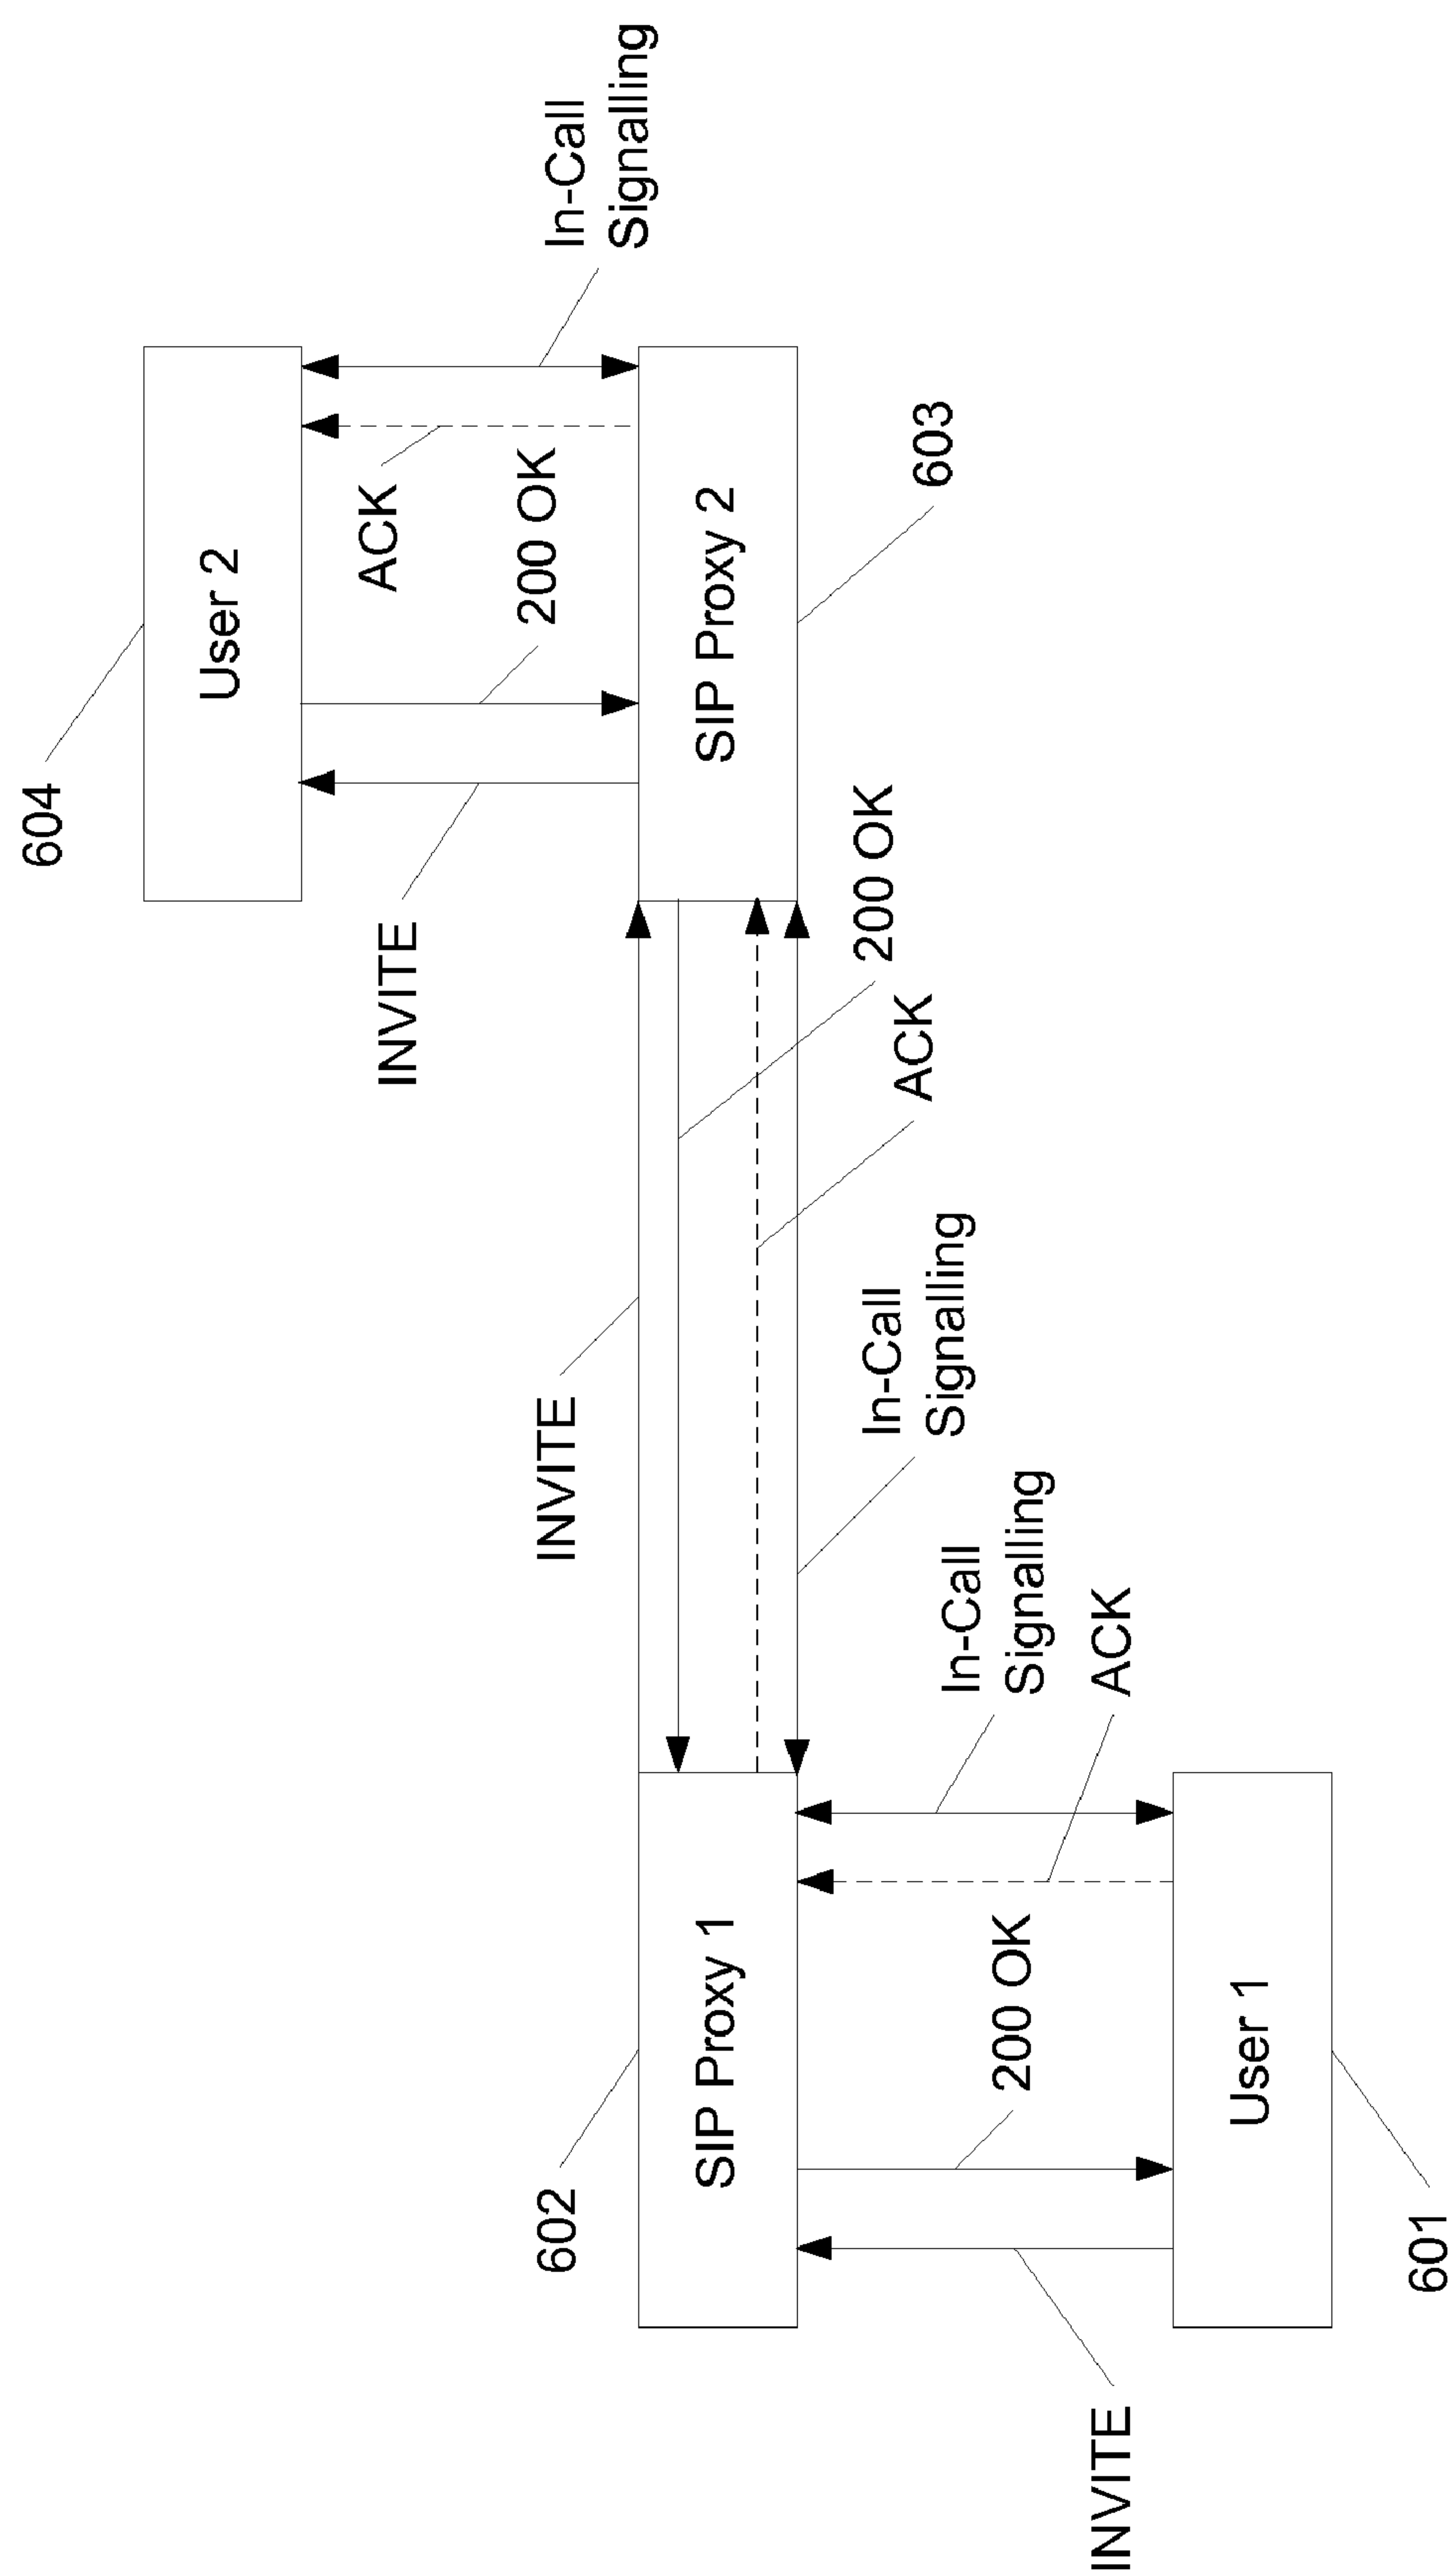 604
User 2
INVITE
200 OK
ACK
In-Call
Signalling
SIP Proxy 2
603
INVITE
200 OK
ACK
In-Call
Signalling
602
SIP Proxy 1
INVITE
200 OK
In-Call
Signalling
ACK
User 1
601